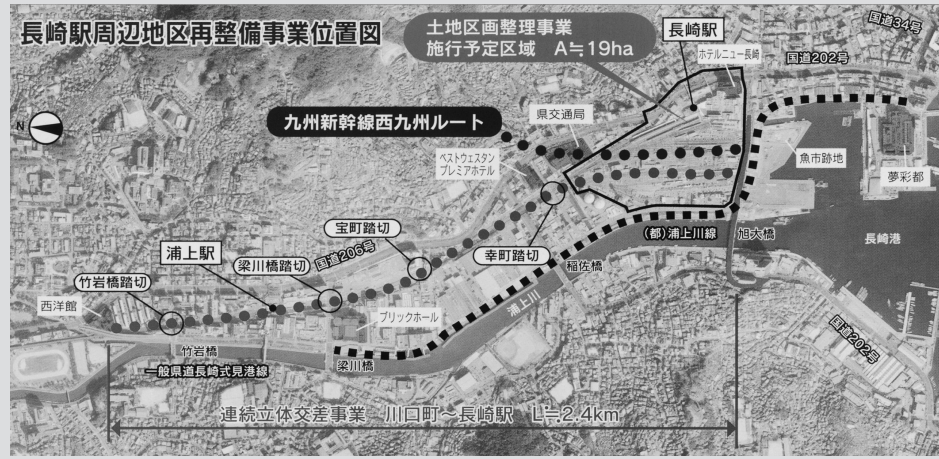 長崎駅周辺地区再整備事業位置図
土地区画整理事業
施行予定区域　A≒19ha
長崎駅
国道34号
ホテルニュー長崎
国道202号
N
九州新幹線西九州ルート
県交通局
ベストウェスタン
プレミアホテル
魚市跡地
夢彩都
宝町踏切
国道206号
幸町踏切
(都)浦上川線
旭大橋
長崎港
浦上駅
梁川橋踏切
稲佐橋
竹岩橋踏切
西洋館
ブリックホール
浦上川
竹岩橋
梁川橋
国道202号
一般県道長崎式見港線
連続立体交差事業　川口町～長崎駅　L≒2.4km